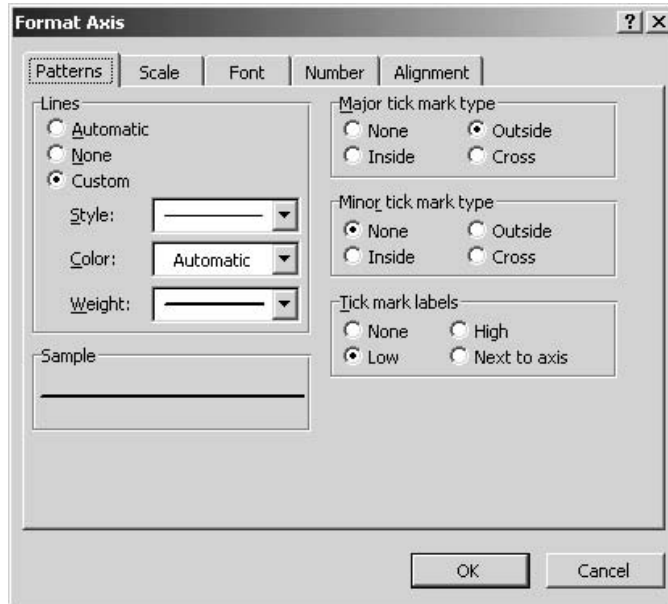 Format Axis
Patterns Scale Font Number Alignment
Lines
Automatic
None
Custom
Style:
Color: Automatic
Weight:
Sample
Major tick mark type
None Outside
Inside Cross
Minor tick mark type
None Outside
Inside Cross
Tick mark labels
None High
Low Next to axis
OK Cancel